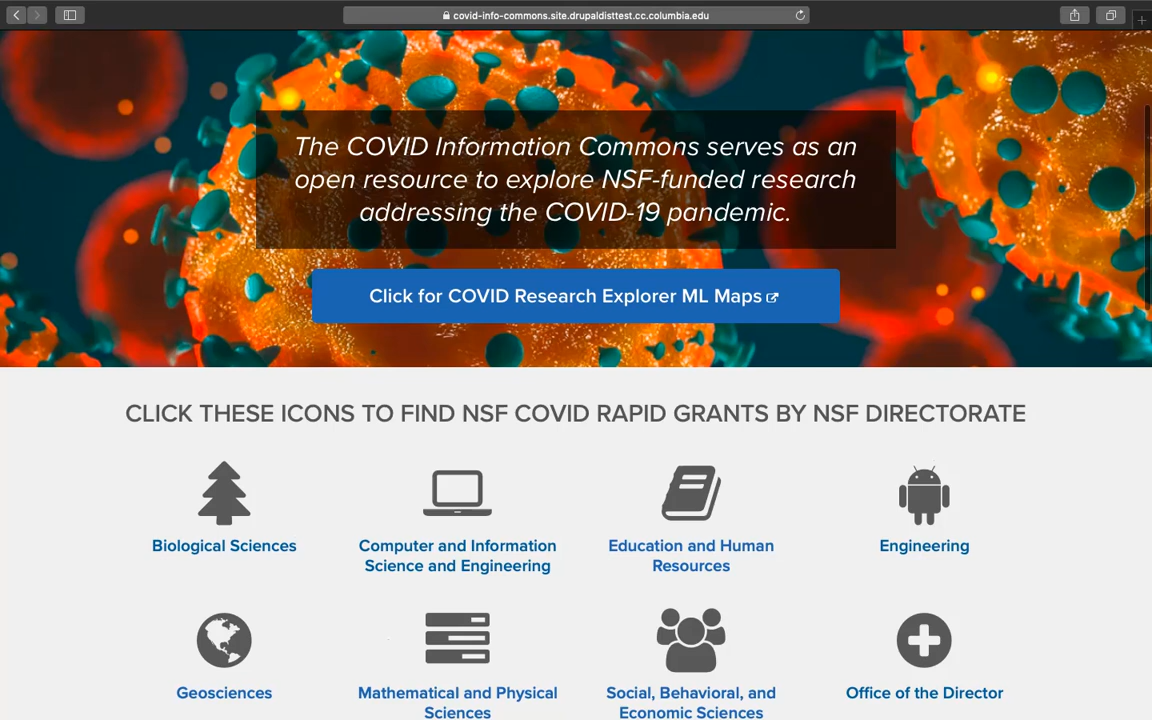 covid-info-commons.site.drupaldisttest.cc.columbia.edu
The COVID Information Commons serves as an
open resource to explore NSF-funded research
addressing the COVID-19 pandemic.
Click for COVID Research Explorer ML Maps
CLICK THESE ICONS TO FIND NSF COVID RAPID GRANTS BY NSF DIRECTORATE
Biological Sciences
Computer and Information
Science and Engineering
Education and Human
Resources
Engineering
Geosciences
Mathematical and Physical
Sciences
Social, Behavioral, and
Economic Sciences
Office of the Director